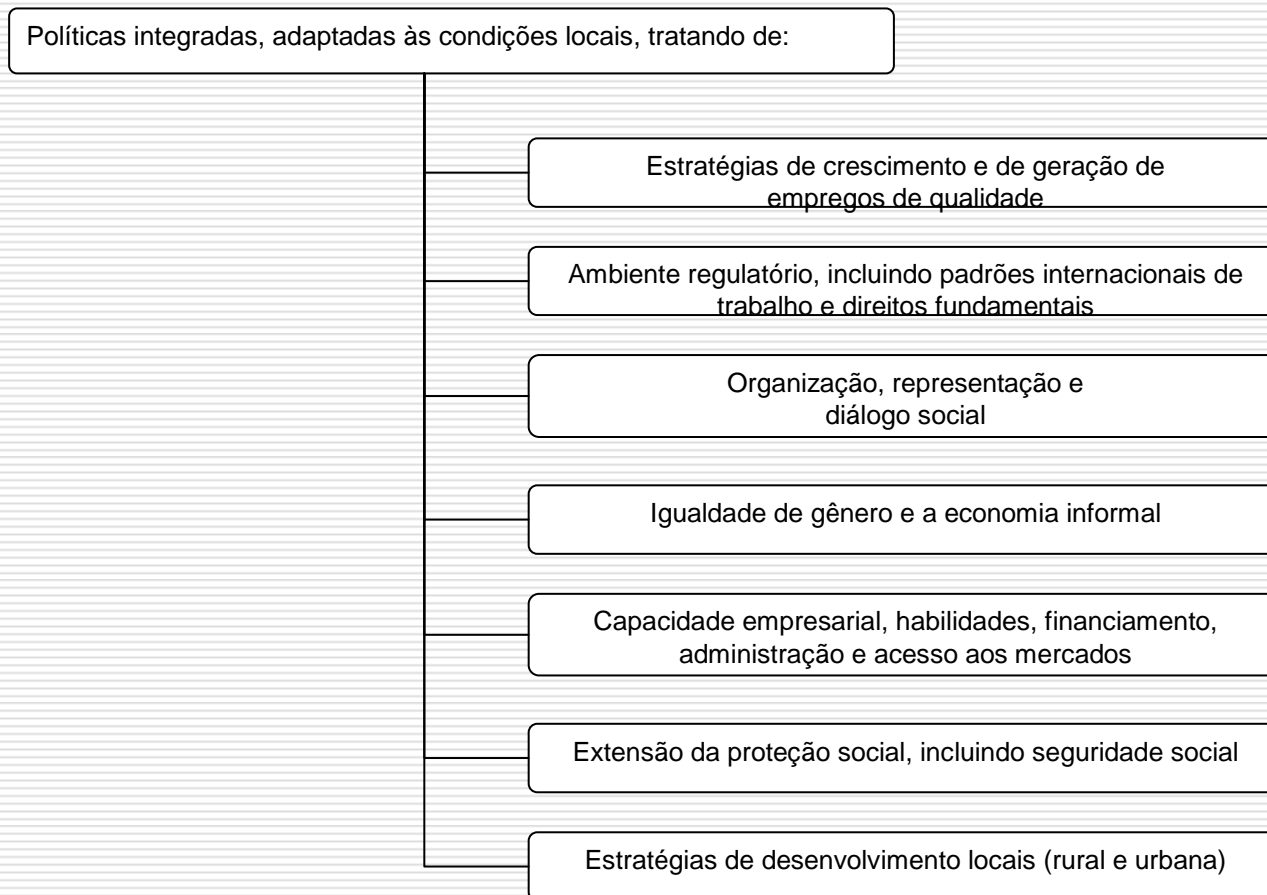 Políticas integradas, adaptadas às condições locais, tratando de:
Estratégias de crescimento e de geração de
empregos de qualidade
Ambiente regulatório, incluindo padrões internacionais de
trabalho e direitos fundamentais
Organização, representação e
diálogo social
Igualdade de gênero e a economia informal
Capacidade empresarial, habilidades, financiamento,
administração e acesso aos mercados
Extensão da proteção social, incluindo seguridade social
Estratégias de desenvolvimento locais (rural e urbana)